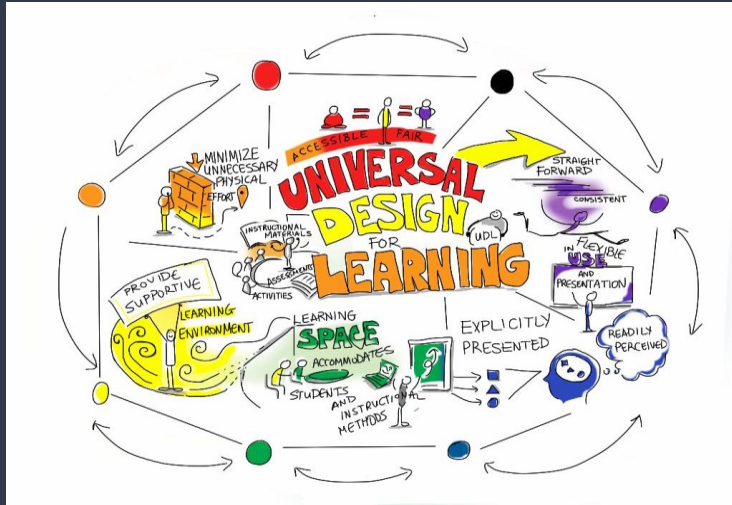 ACCESSIBLE FAIR
UNIVERSAL
DESIGN
FOR
LEARNING
UDL
INSTRUCTIONAL
MATERIALS
ASSESSMENTS
ACTIVITIES
STRAIGHT
FORWARD
CONSISTENT
FLEXIBLE
IN USE
AND
PRESENTATION
READILY
PERCEIVED
EXPLICITLY
PRESENTED
LEARNING
SPACE
ACCOMMODATES
STUDENTS
AND
INSTRUCTIONAL
METHODS
PROVIDE
SUPPORTIVE
LEARNING
ENVIRONMENT
MINIMIZE
UNNECESSARY
PHYSICAL
EFFORT